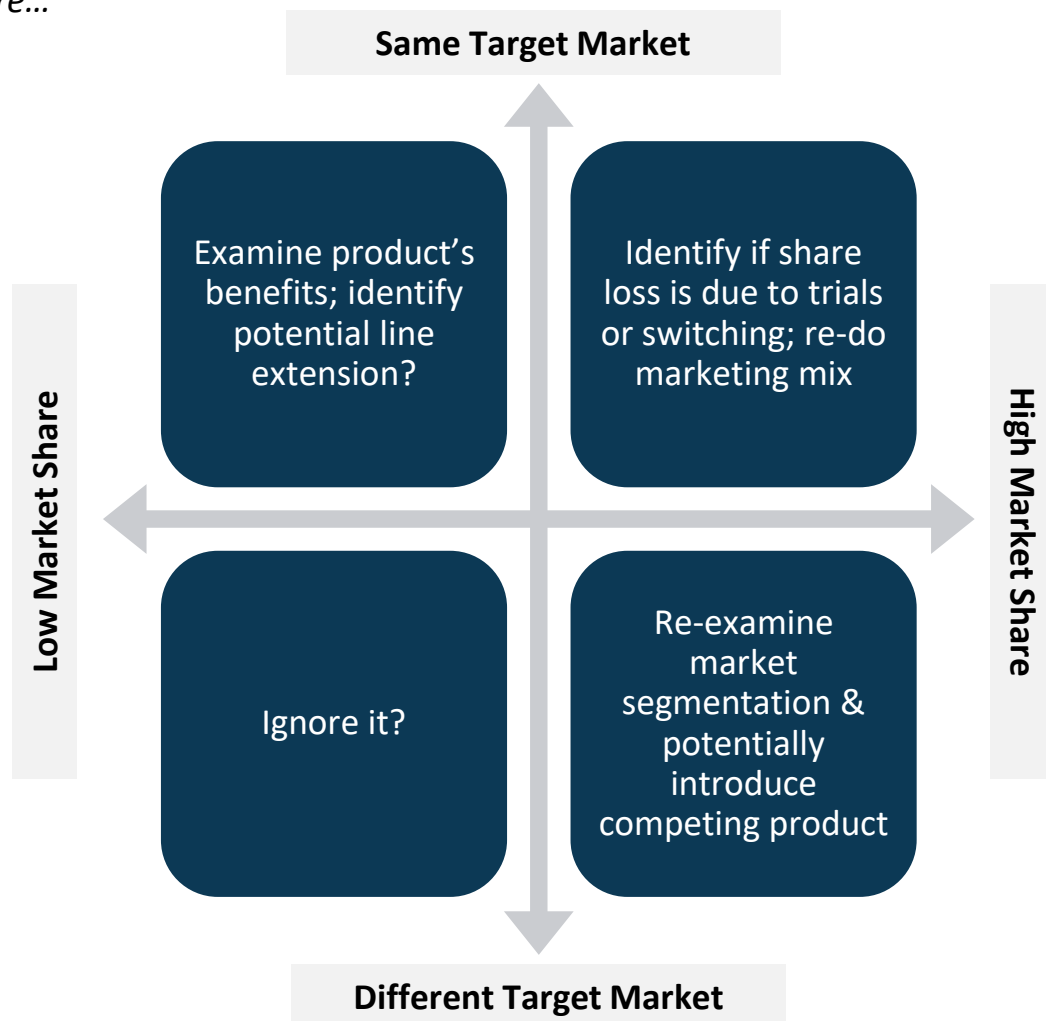 Same Target Market
Examine product's
benefits; identify
potential line
extension?
Identify if share
loss is due to trials
or switching; re-do
marketing mix
Low Market Share
High Market Share
Ignore it?
Re-examine
market
segmentation &
potentially
introduce
competing product
Different Target Market